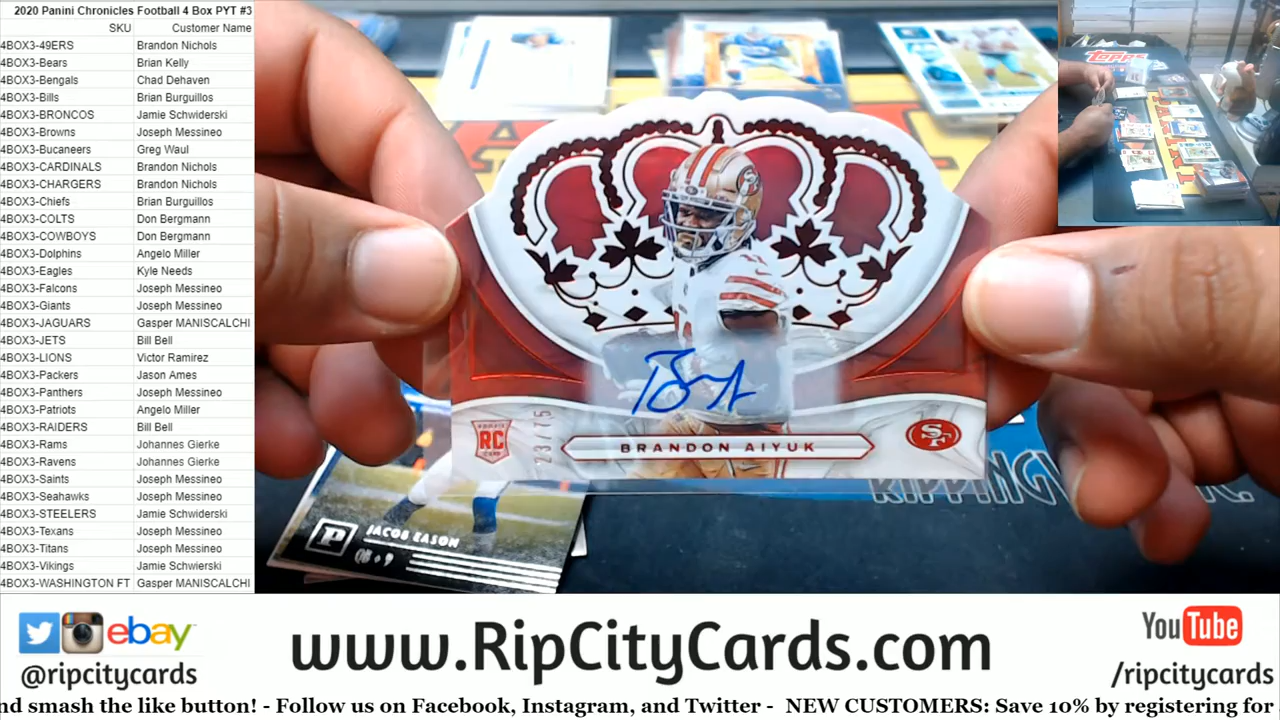 2020 Panini Chronicles Football 4 Box PYT #3
SKU Customer Name
4BOX3-49ERS Brandon Nichols
4BOX3-Bears Brian Kelly
4BOX3-Bengals Chad Dehaven
4BOX3-Bills Brian Burguillos
4BOX3-BRONCOS Jamie Schwiderski
4BOX3-Browns Joseph Messineo
4BOX3-Bucaneers Greg Waul
4BOX3-CARDINALS Brandon Nichols
4BOX3-CHARGERS Brandon Nichols
4BOX3-Chiefs Brian Burguillos
4BOX3-COLTS Don Bergmann
4BOX3-COWBOYS Don Bergmann
4BOX3-Dolphins Angelo Miller
4BOX3-Eagles Kyle Needs
4BOX3-Falcons Joseph Messineo
4BOX3-Giants Joseph Messineo
4BOX3-JAGUARS Gasper MANISCALCHI
4BOX3-JETS Bill Bell
4BOX3-LIONS Victor Ramirez
4BOX3-Packers Jason Ames
4BOX3-Panthers Joseph Messineo
4BOX3-Patriots Angelo Miller
4BOX3-RAIDERS Bill Bell
4BOX3-Rams Johannes Gierke
4BOX3-Ravens Johannes Gierke
4BOX3-Saints Joseph Messineo
4BOX3-Seahawks Joseph Messineo
4BOX3-STEELERS Jamie Schwiderski
4BOX3-Texans Joseph Messineo
4BOX3-Titans Joseph Messineo
4BOX3-Vikings Jamie Schwierski
4BOX3-WASHINGTON FT Gasper MANISCALCHI
TOPPS
RC
23/75
BRANDON AIYUK
SF
P
JACOB EASON
QB • 9
ebay
@ripcitycards
www.RipCityCards.com
YouTube
/ripcitycards
nd smash the like button! - Follow us on Facebook, Instagram, and Twitter - NEW CUSTOMERS: Save 10% by registering for